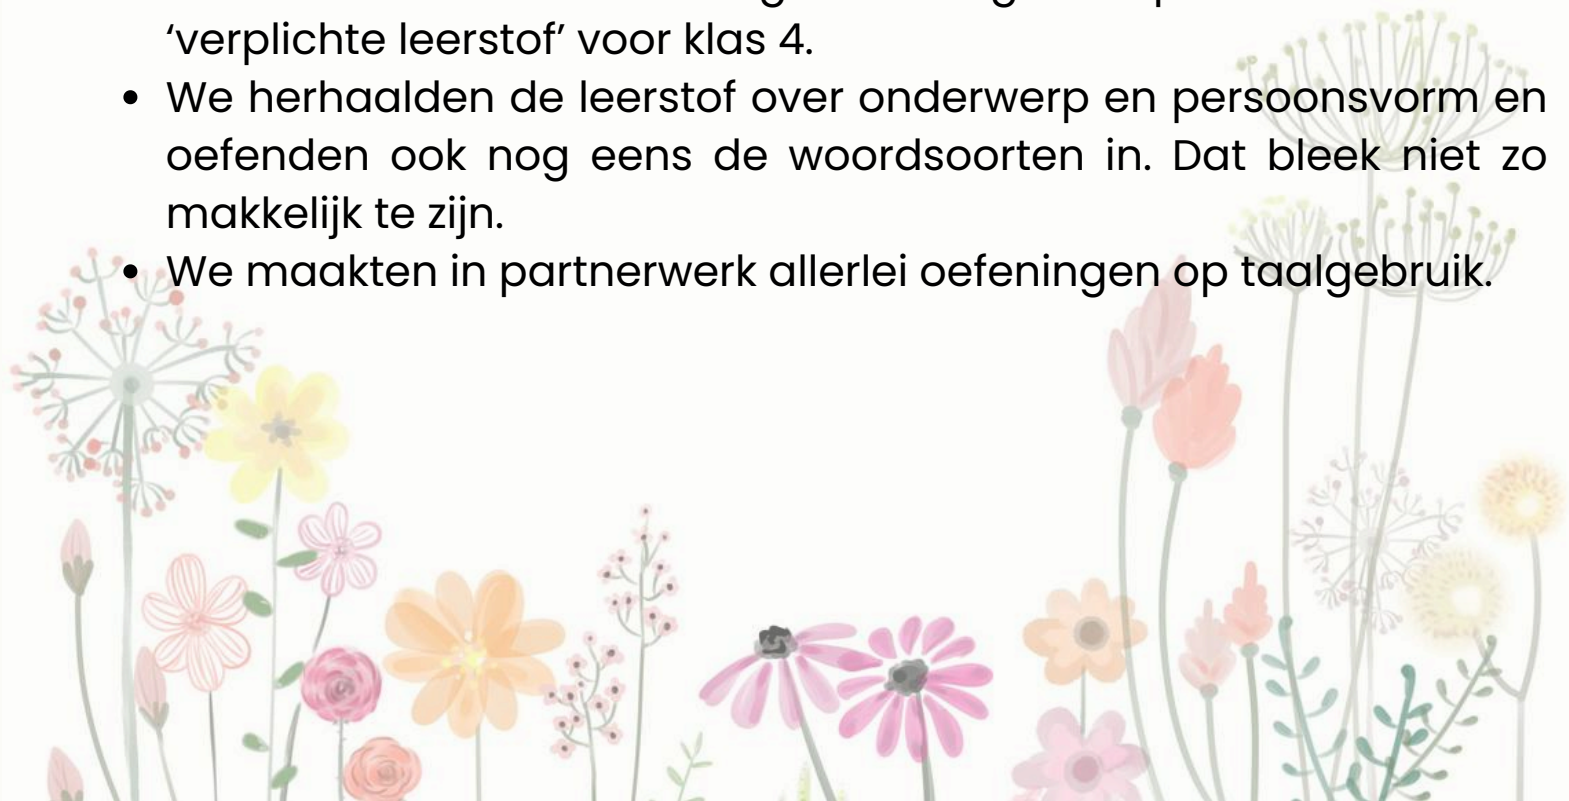 ‘verplichte leerstof’ voor klas 4.
• We herhaalden de leerstof over onderwerp en persoonsvorm en
oefenden ook nog eens de woordsoorten in. Dat bleek niet zo
makkelijk te zijn.
• We maakten in partnerwerk allerlei oefeningen op taalgebruik.